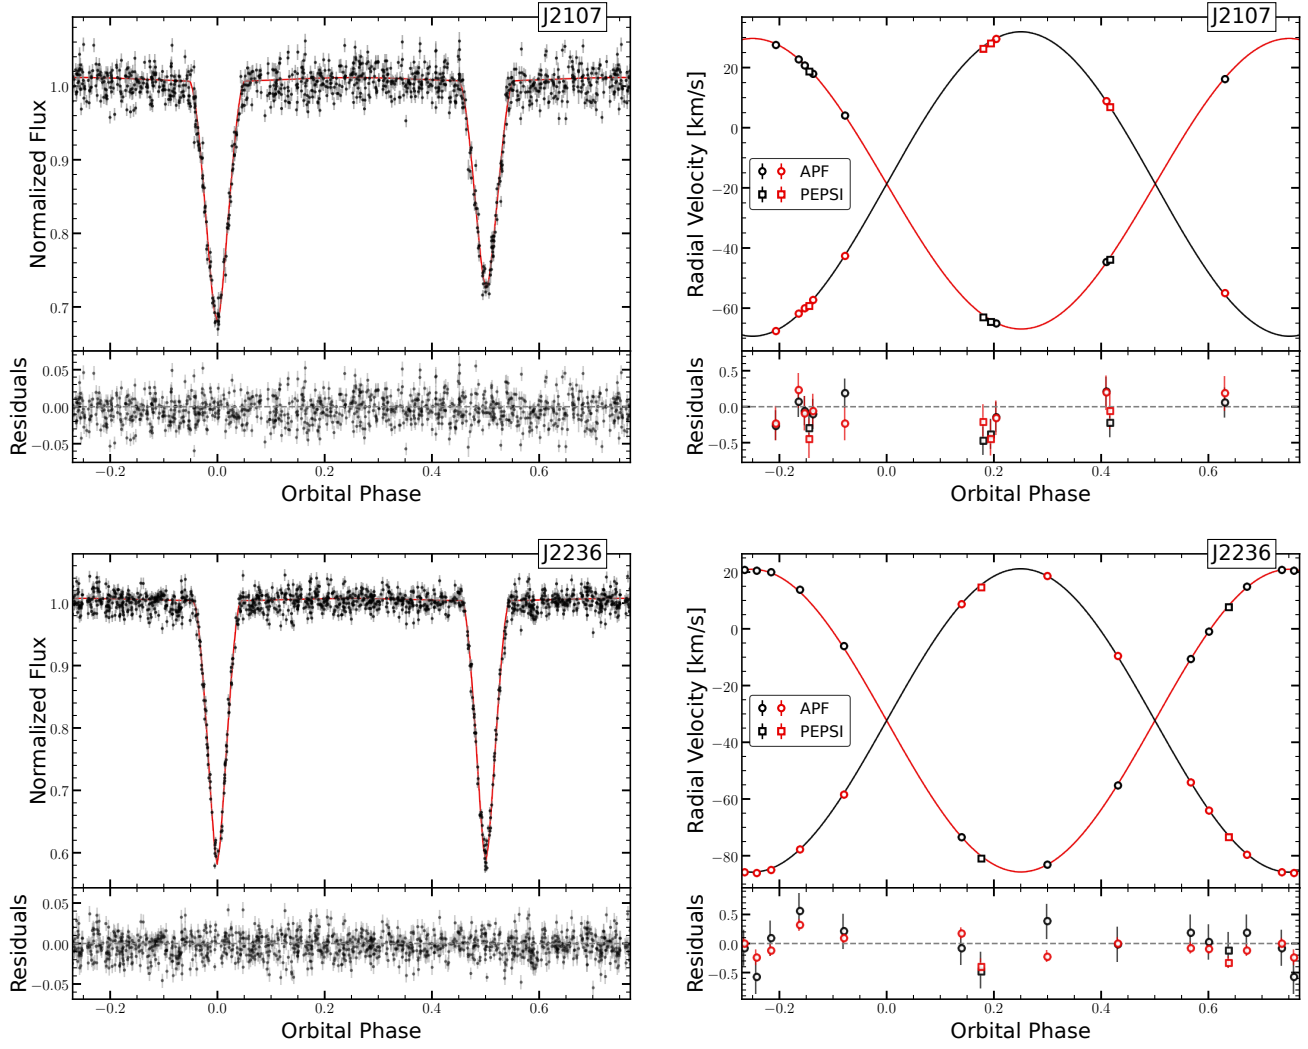 J2107
1.0
0.9
0.8
0.7
Normalized Flux
0.05
0.00
−0.05
Residuals
−0.2
0.0
0.2
0.4
0.6
Orbital Phase
J2107
20
0
−20
−40
−60
Radial Velocity [km/s]
APF
PEPSI
0.5
0.0
−0.5
Residuals
−0.2
0.0
0.2
0.4
0.6
Orbital Phase
J2236
1.0
0.9
0.8
0.7
0.6
Normalized Flux
0.05
0.00
−0.05
Residuals
−0.2
0.0
0.2
0.4
0.6
Orbital Phase
J2236
20
0
−20
−40
−60
−80
Radial Velocity [km/s]
APF
PEPSI
0.5
0.0
−0.5
Residuals
−0.2
0.0
0.2
0.4
0.6
Orbital Phase